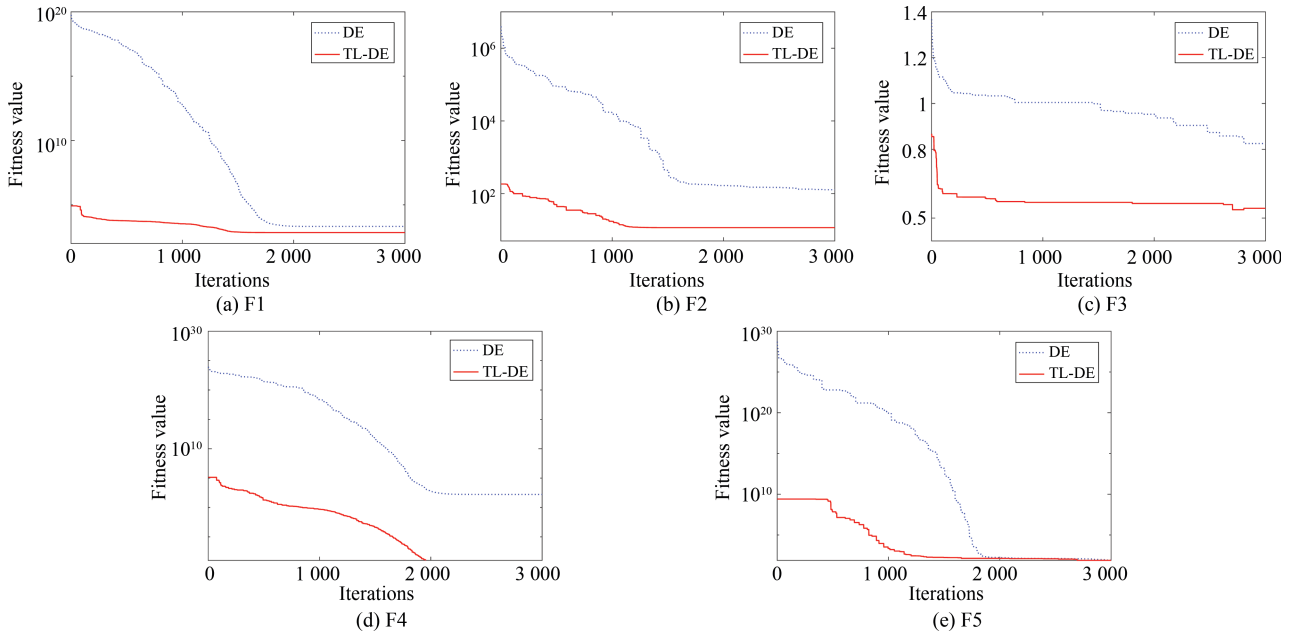 10^20
10^10
Fitness value
DE
TL-DE
0
1 000
2 000
3 000
Iterations
(a) F1
10^6
10^4
10^2
Fitness value
DE
TL-DE
0
1 000
2 000
3 000
Iterations
(b) F2
1.4
1.2
1
0.8
0.5
Fitness value
DE
TL-DE
0
1 000
2 000
3 000
Iterations
(c) F3
10^30
10^10
Fitness value
DE
TL-DE
0
1 000
2 000
3 000
Iterations
(d) F4
10^30
10^20
10^10
Fitness value
DE
TL-DE
0
1 000
2 000
3 000
Iterations
(e) F5